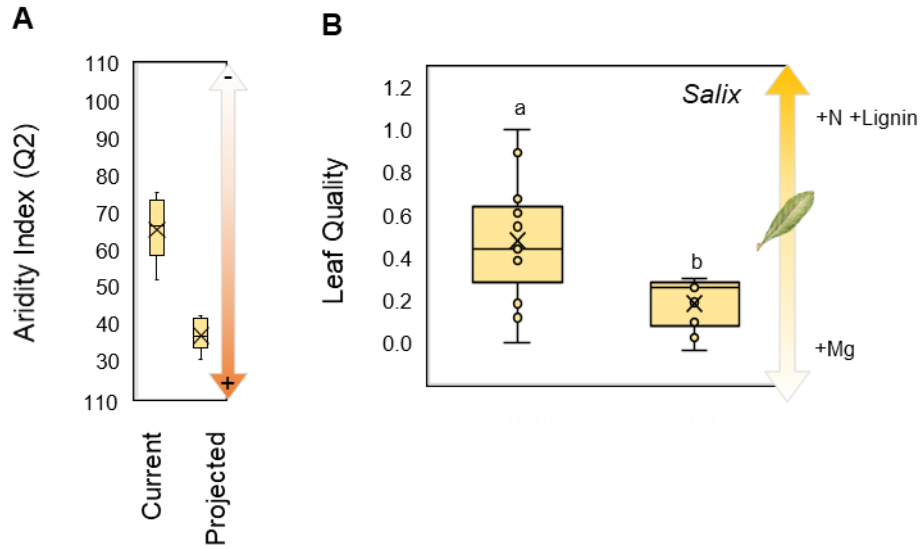 A
Aridity Index (Q2)
110
100
90
80
70
60
50
40
30
110
-
+
Current
Projected
B
Leaf Quality
1.2
1.0
0.8
0.6
0.4
0.2
0.0
Salix
a
b
+N +Lignin
+Mg